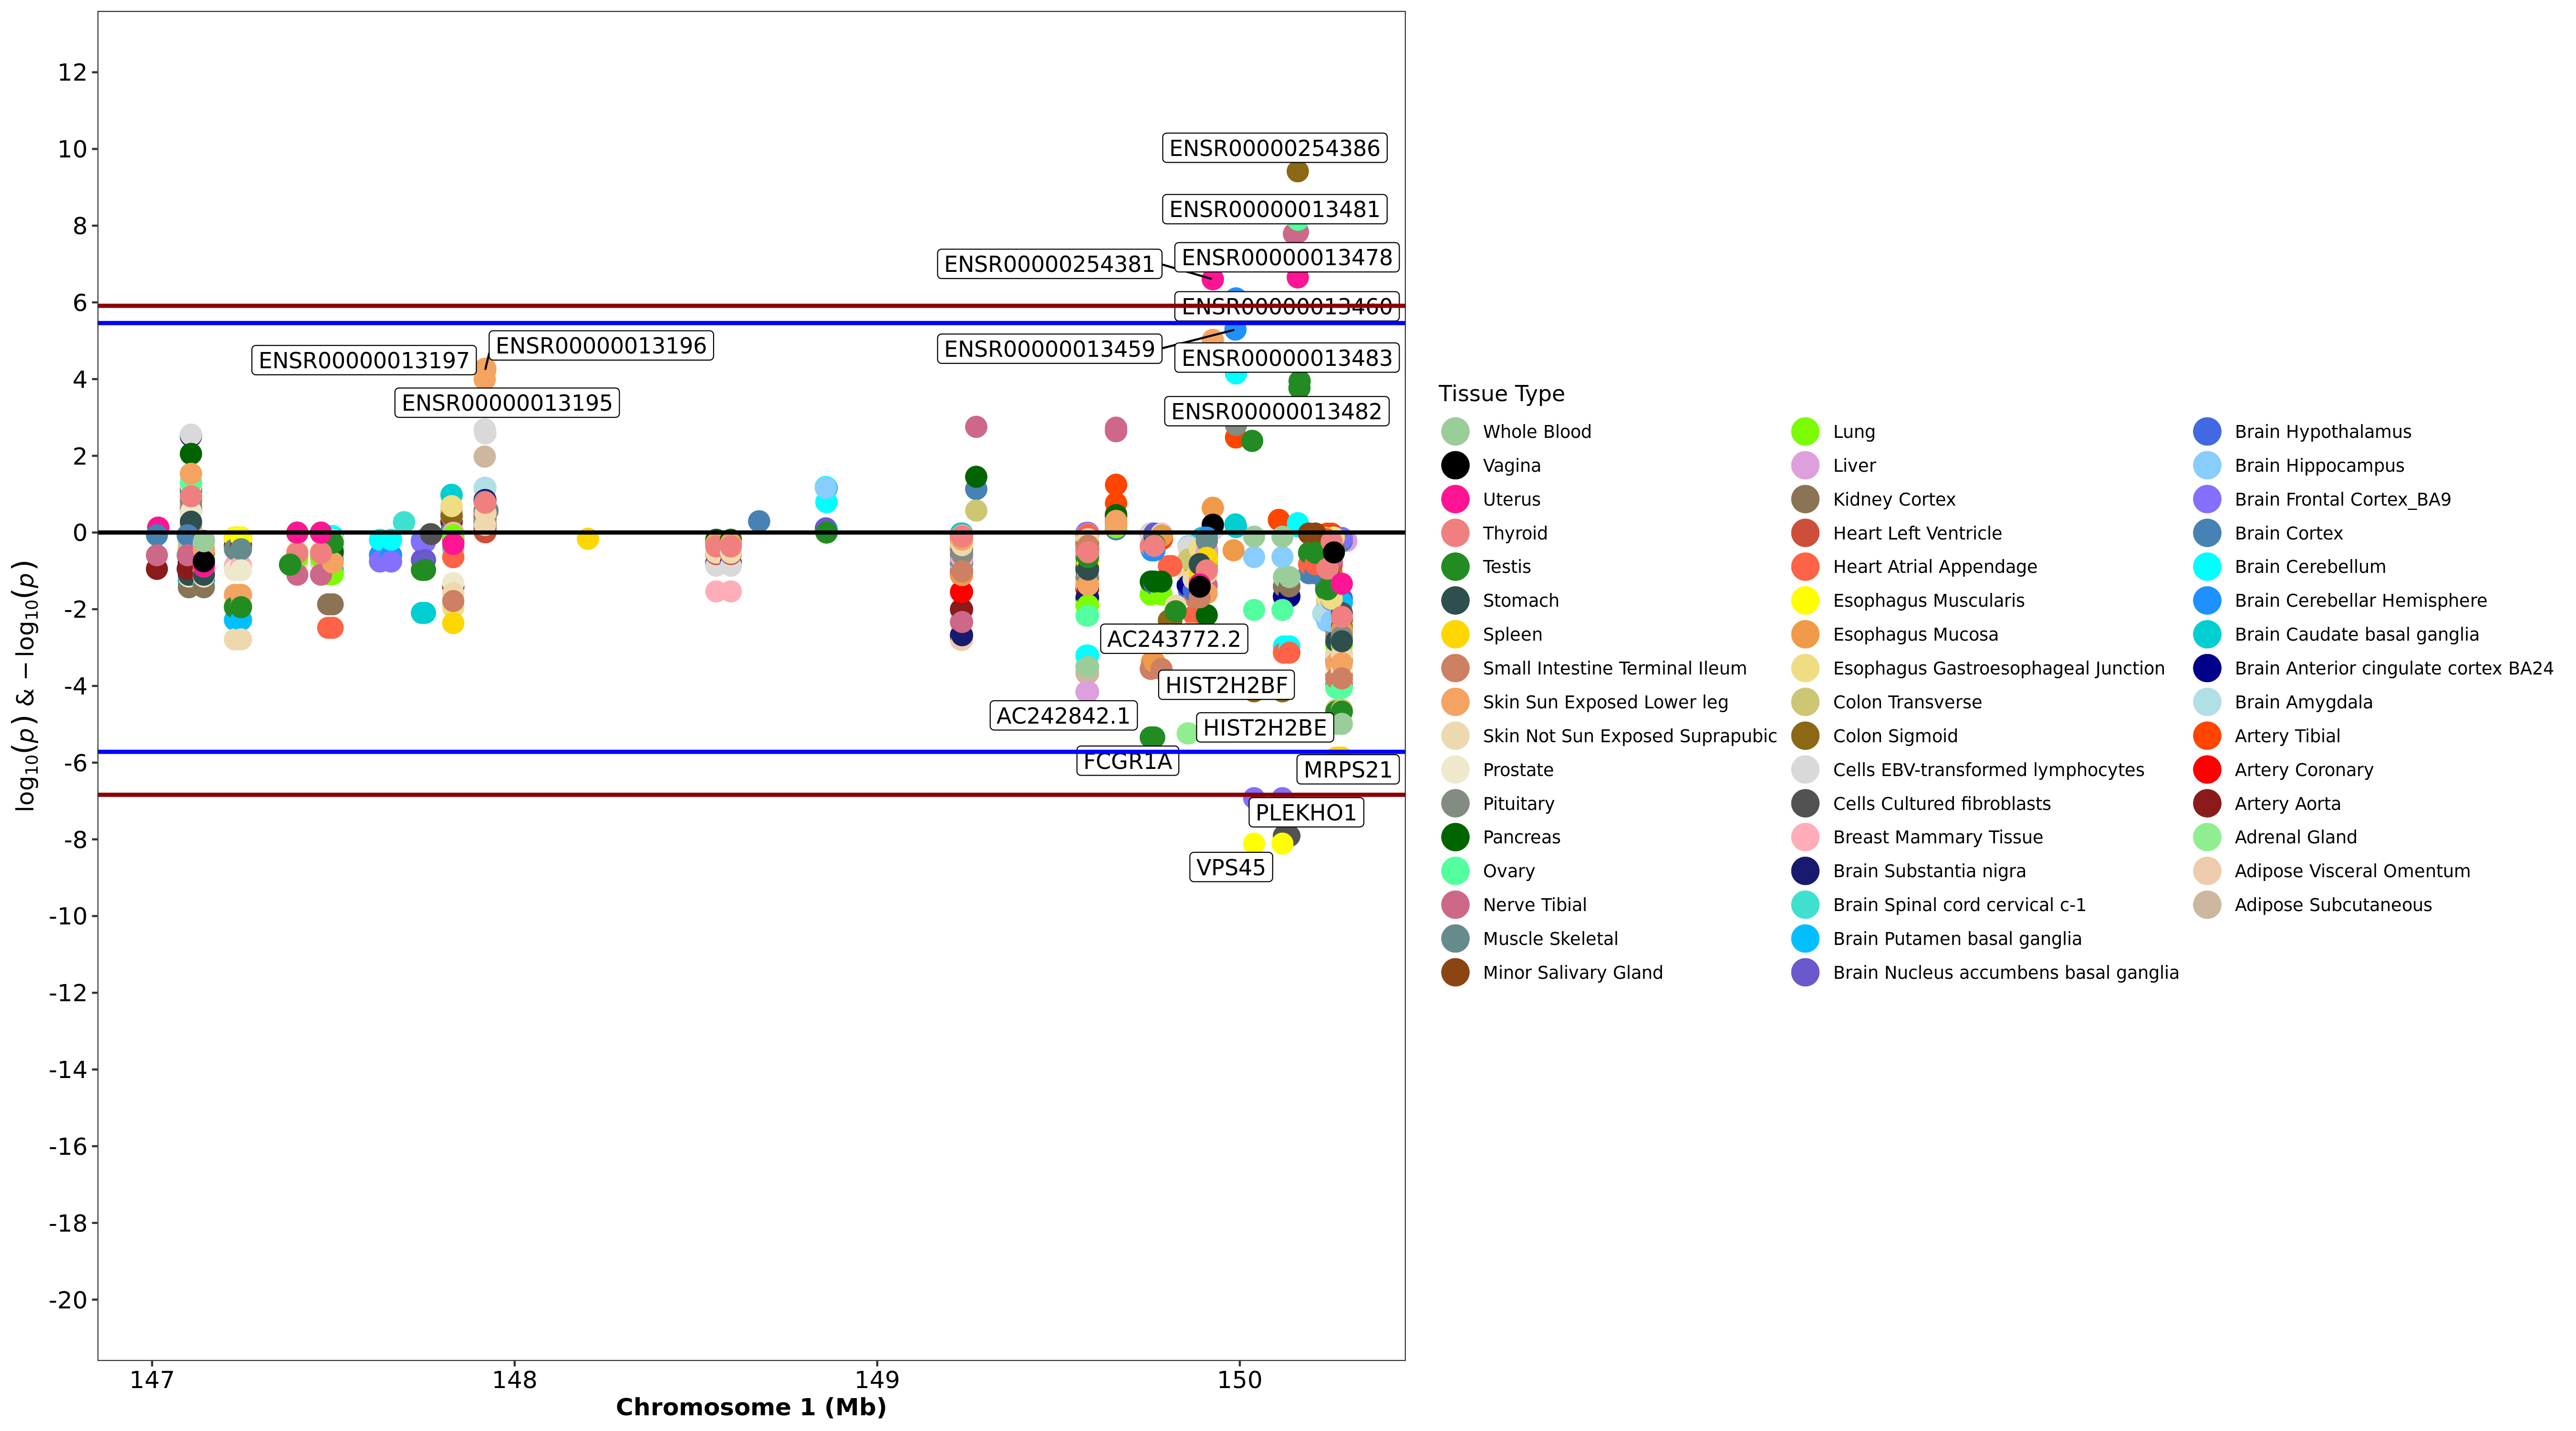 12
10
8
6
4
2
0
-2
-4
-6
-8
-10
-12
-14
-16
-18
-20
log10(p) & −log10(p)
147
148
149
150
Chromosome 1 (Mb)
ENSR00000254386
ENSR00000013481
ENSR00000013478
ENSR00000254381
ENSR00000013460
ENSR00000013459
ENSR00000013483
ENSR00000013482
ENSR00000013197
ENSR00000013196
ENSR00000013195
AC243772.2
HIST2H2BF
AC242842.1
HIST2H2BE
FCGR1A
MRPS21
PLEKHO1
VPS45
Tissue Type
Whole Blood
Vagina
Uterus
Thyroid
Testis
Stomach
Spleen
Small Intestine Terminal Ileum
Skin Sun Exposed Lower leg
Skin Not Sun Exposed Suprapubic
Prostate
Pituitary
Pancreas
Ovary
Nerve Tibial
Muscle Skeletal
Minor Salivary Gland
Lung
Liver
Kidney Cortex
Heart Left Ventricle
Heart Atrial Appendage
Esophagus Muscularis
Esophagus Mucosa
Esophagus Gastroesophageal Junction
Colon Transverse
Colon Sigmoid
Cells EBV-transformed lymphocytes
Cells Cultured fibroblasts
Breast Mammary Tissue
Brain Substantia nigra
Brain Spinal cord cervical c-1
Brain Putamen basal ganglia
Brain Nucleus accumbens basal ganglia
Brain Hypothalamus
Brain Hippocampus
Brain Frontal Cortex_BA9
Brain Cortex
Brain Cerebellum
Brain Cerebellar Hemisphere
Brain Caudate basal ganglia
Brain Anterior cingulate cortex BA24
Brain Amygdala
Artery Tibial
Artery Coronary
Artery Aorta
Adrenal Gland
Adipose Visceral Omentum
Adipose Subcutaneous